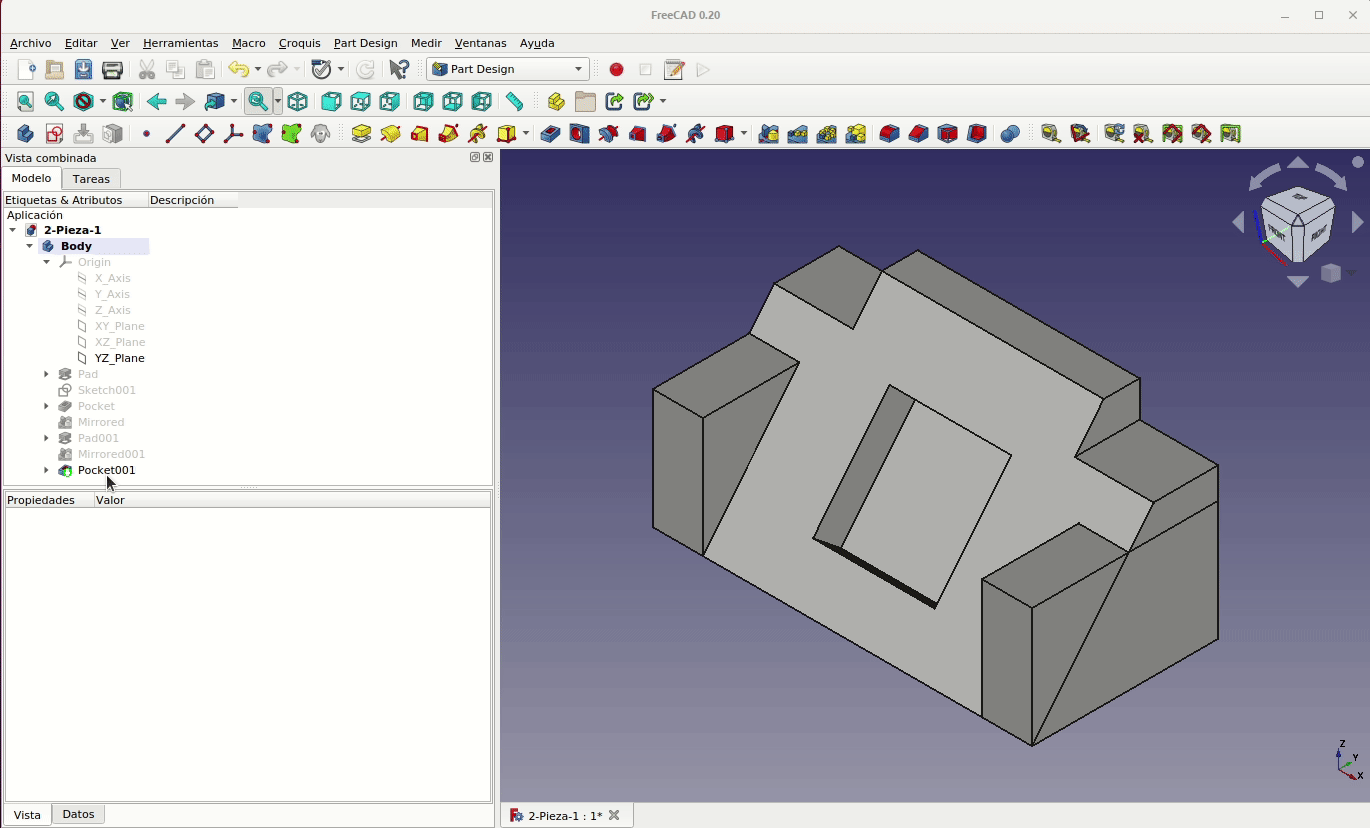 FreeCAD 0.20
Archivo Editar Ver Herramientas Macro Croquis Part Design Medir Ventanas Ayuda
Part Design
Vista combinada
Modelo Tareas
Etiquetas & Atributos Descripción
Aplicación
2-Pieza-1
Body
Origin
X_Axis
Y_Axis
Z_Axis
XY_Plane
XZ_Plane
YZ_Plane
Pad
Sketch001
Pocket
Mirrored
Pad001
Mirrored001
Pocket001
Propiedades Valor
FRONT
Z
Y
X
Vista Datos
2-Pieza-1 : 1*